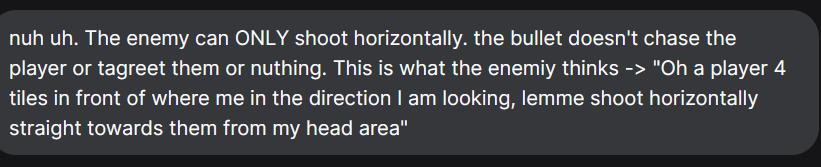 nuh uh. The enemy can ONLY shoot horizontally. the bullet doesn't chase the
player or tagreet them or nuthing. This is what the enemiy thinks -> "Oh a player 4
tiles in front of where me in the direction I am looking, lemme shoot horizontally
straight towards them from my head area"